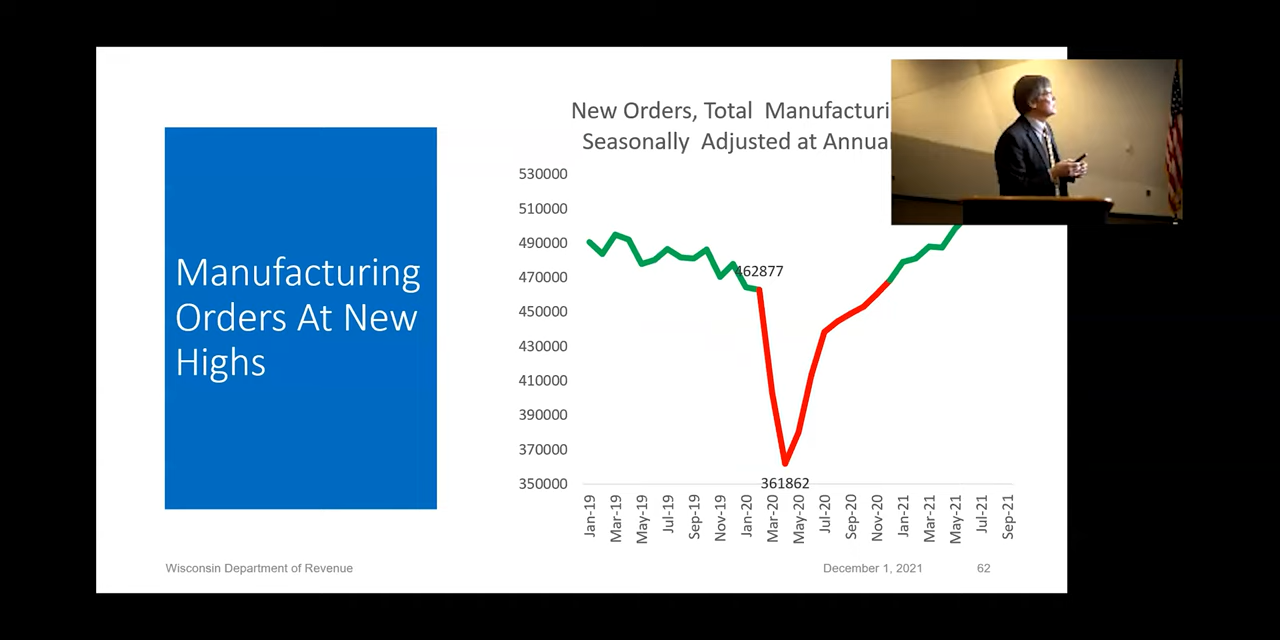 Manufacturing
Orders At New
Highs
New Orders, Total Manufacturi
Seasonally Adjusted at Annua
530000
510000
490000
470000
450000
430000
410000
390000
370000
350000
462877
361862
Jan-19
Mar-19
May-19
Jul-19
Sep-19
Nov-19
Jan-20
Mar-20
May-20
Jul-20
Sep-20
Nov-20
Jan-21
Mar-21
May-21
Jul-21
Sep-21
Wisconsin Department of Revenue
December 1, 2021
62